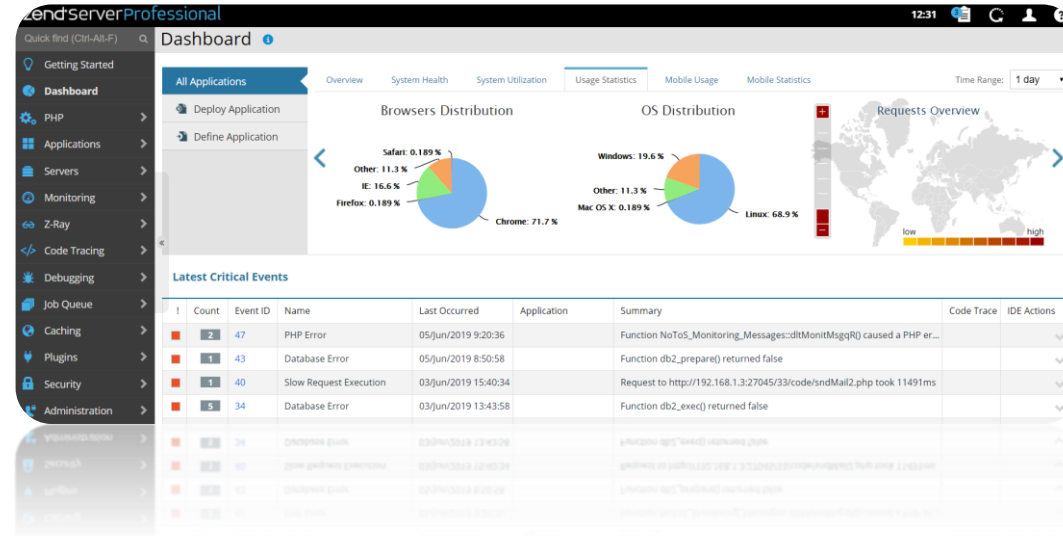 Zend'ServerProfessional
12:31
Quick find (Ctrl-Alt-F)
Dashboard
Getting Started
Dashboard
PHP
Applications
Servers
Monitoring
Z-Ray
Code Tracing
Debugging
Job Queue
Caching
Plugins
Security
Administration
All Applications
Deploy Application
Define Application
Overview System Health System Utilization Usage Statistics Mobile Usage Mobile Statistics
Time Range: 1 day
Browsers Distribution
Safari: 0.189 %
Other: 11.3 %
IE: 16.6 %
Firefox: 0.189 %
Chrome: 71.7 %
OS Distribution
Windows: 19.6 %
Other: 11.3 %
Mac OS X: 0.189 %
Linux: 68.9 %
Requests Overview
low high
Latest Critical Events
! Count Event ID Name Last Occurred Application Summary Code Trace IDE Actions
2 47 PHP Error 05/Jun/2019 9:20:36 Function NoToS_Monitoring_Messages::dltMonitMsgqR() caused a PHP er...
1 43 Database Error 05/Jun/2019 8:50:58 Function db2_prepare() returned false
1 40 Slow Request Execution 03/Jun/2019 15:40:34 Request to http://192.168.1.3:27045/33/code/sndMail2.php took 11491ms
5 34 Database Error 03/Jun/2019 13:43:58 Function db2_exec() returned false